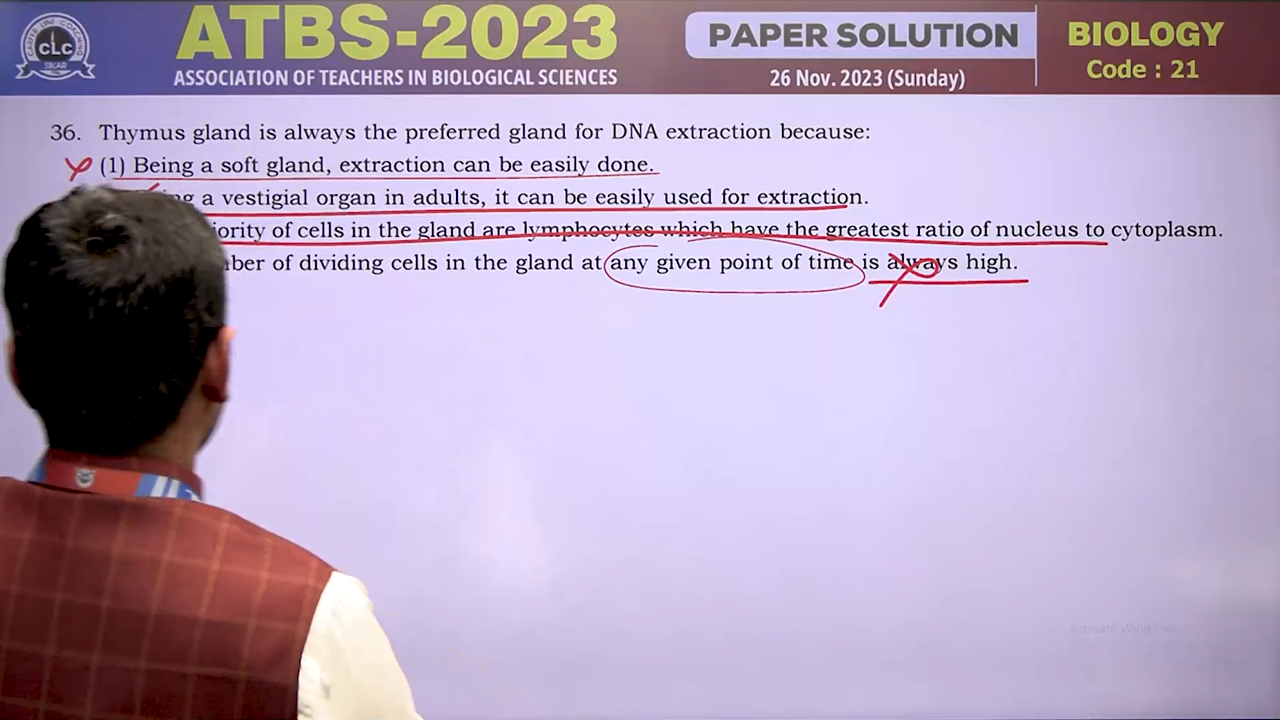 CLC
SIKAR
ATBS-2023
ASSOCIATION OF TEACHERS IN BIOLOGICAL SCIENCES
PAPER SOLUTION
26 Nov. 2023 (Sunday)
BIOLOGY
Code : 21
36. Thymus gland is always the preferred gland for DNA extraction because:
(1) Being a soft gland, extraction can be easily done.
a vestigial organ in adults, it can be easily used for extraction.
of cells in the gland are lymphocytes which have the greatest ratio of nucleus to cytoplasm.
of dividing cells in the gland at any given point of time is always high.